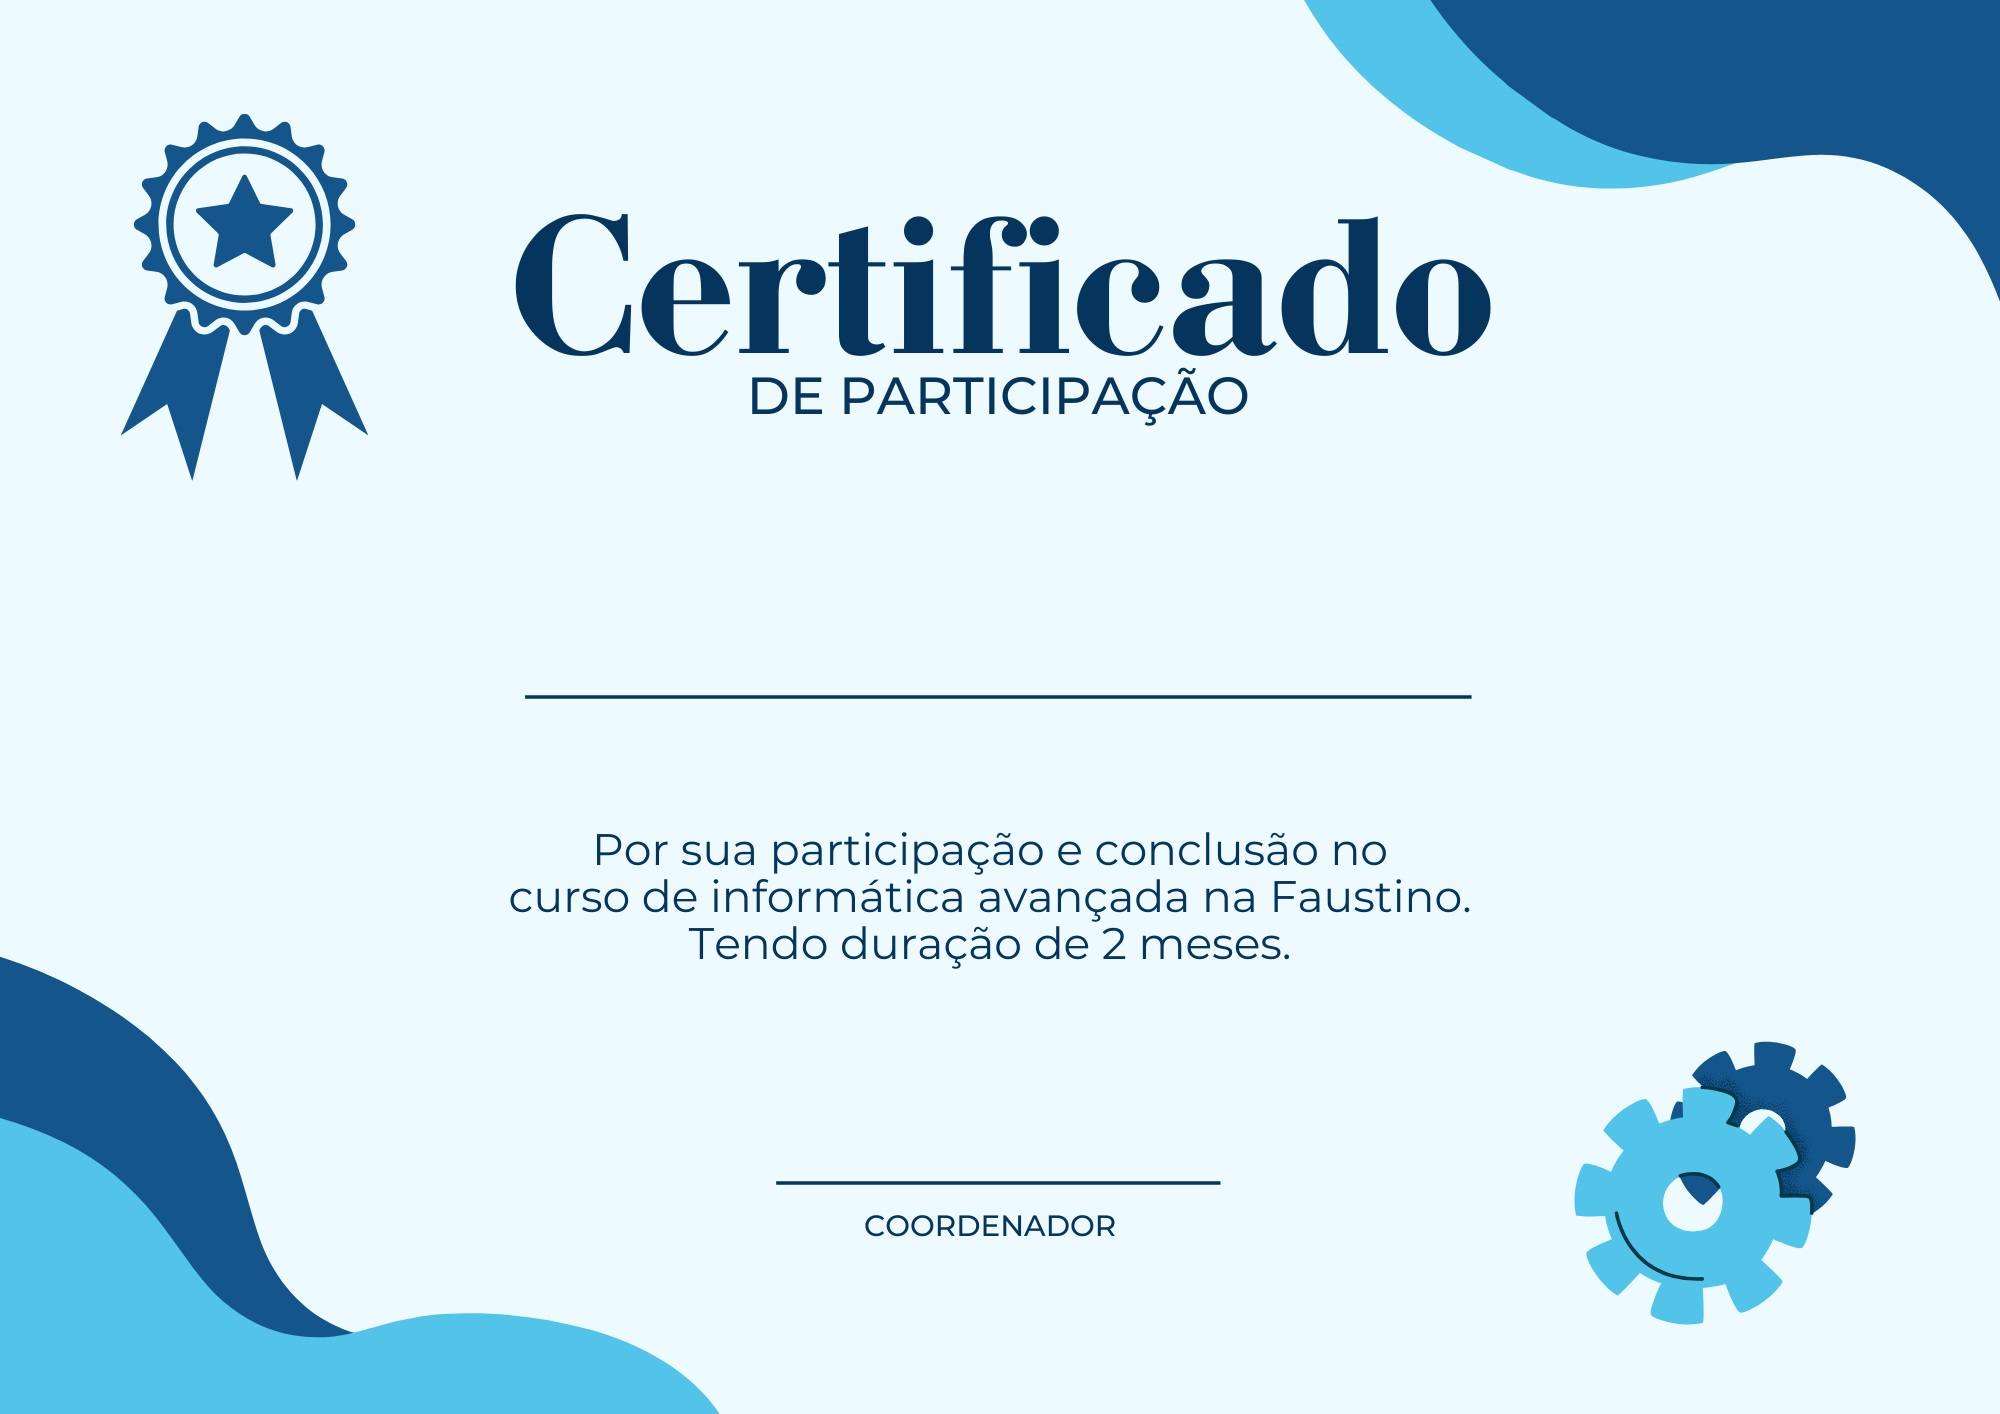 Certificado
DE PARTICIPAÇÃO
Por sua participação e conclusão no
curso de informática avançada na Faustino.
Tendo duração de 2 meses.
COORDENADOR